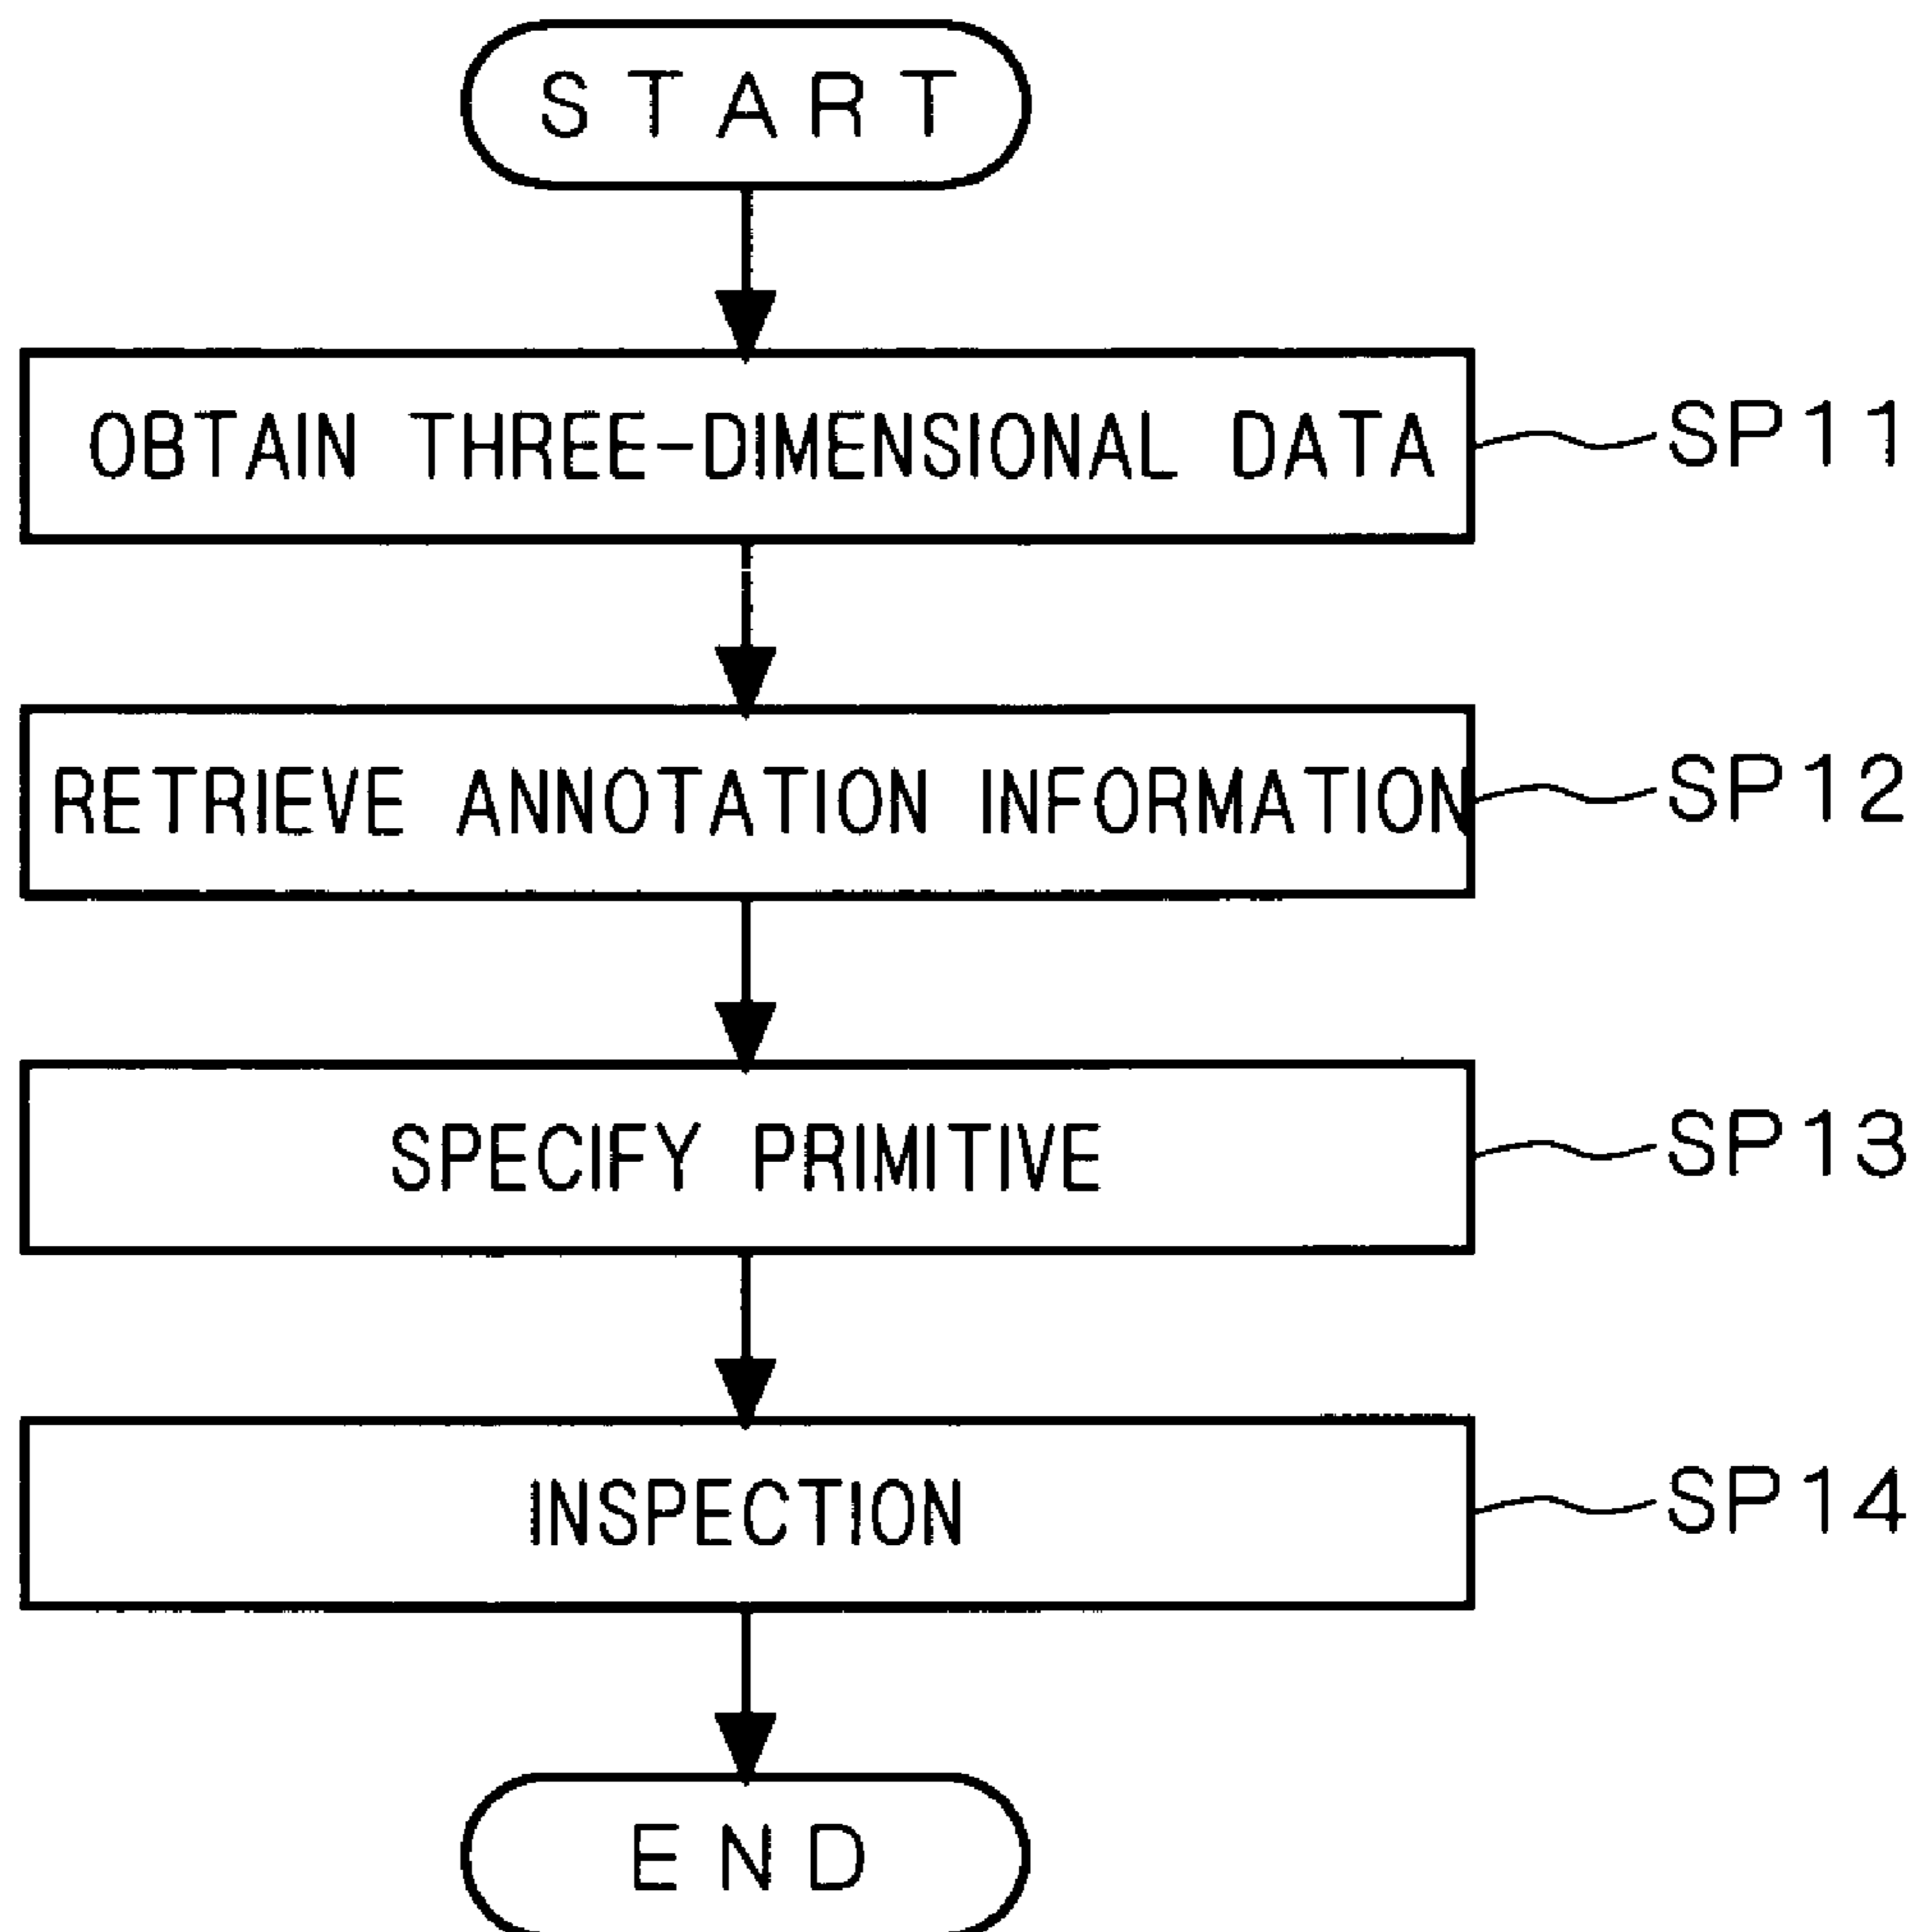 START
OBTAIN THREE-DIMENSIONAL DATA
SP11
RETRIEVE ANNOTATION INFORMATION
SP12
SPECIFY PRIMITIVE
SP13
INSPECTION
SP14
END